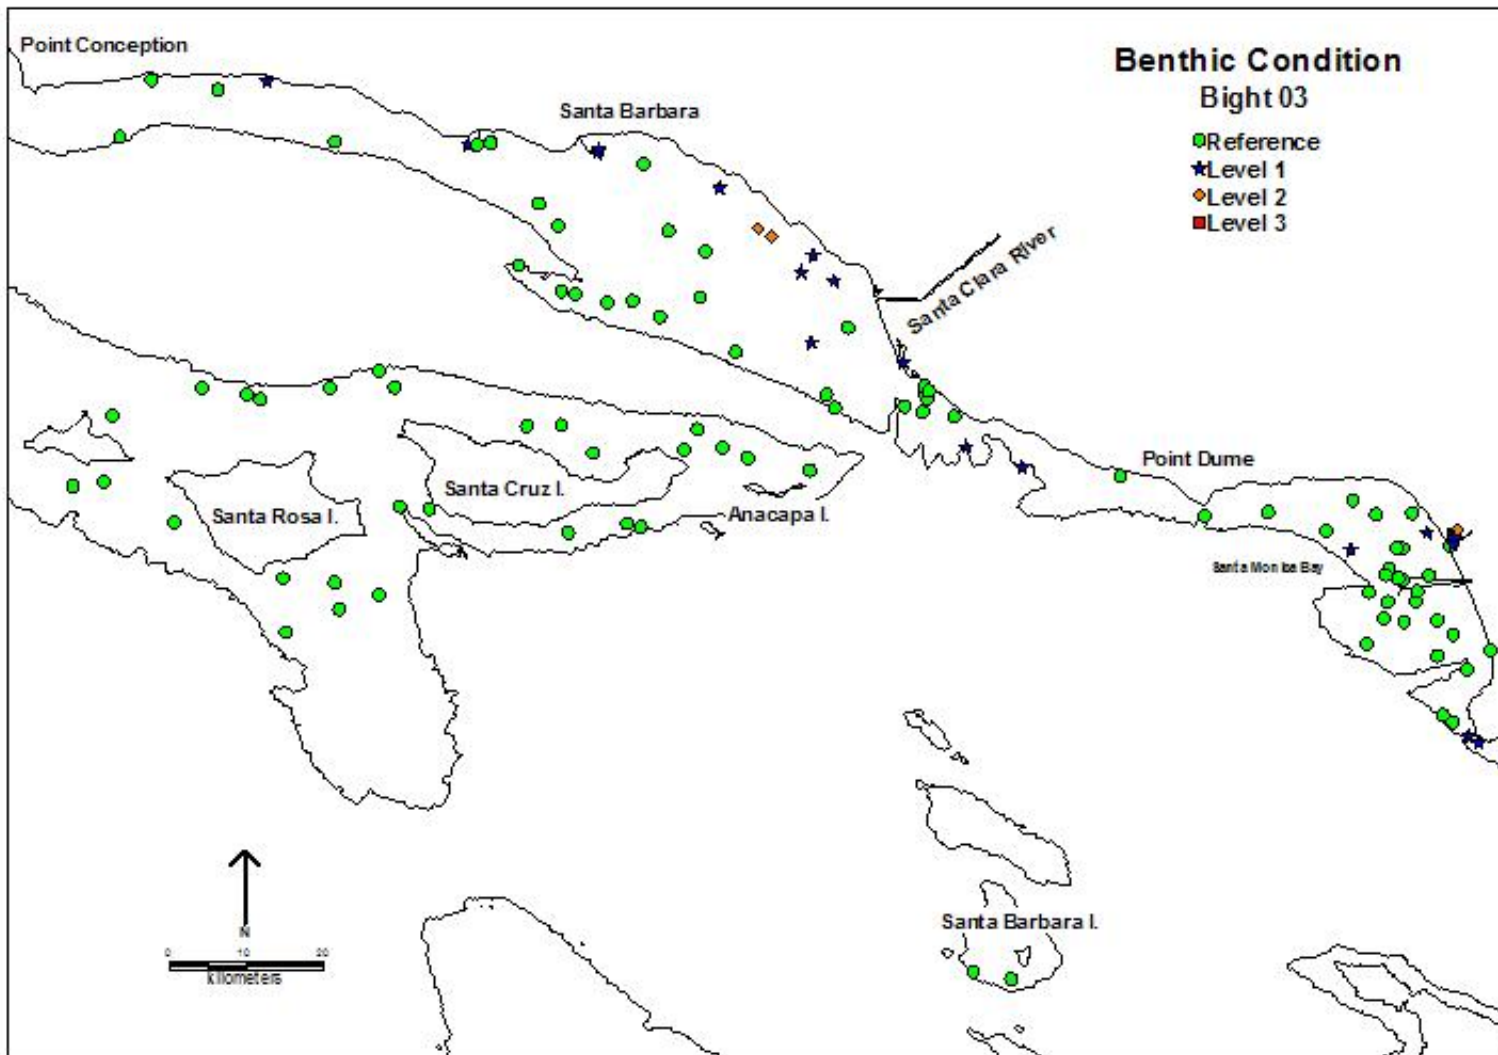 Point Conception
Benthic Condition
Bight 03
Santa Barbara
Reference
Level 1
Level 2
Level 3
Santa Clara River
Point Dume
Santa Cruz I.
Santa Rosa I.
Anacapa I.
Santa Monica Bay
Santa Barbara I.
N
0 10 20
kilometers